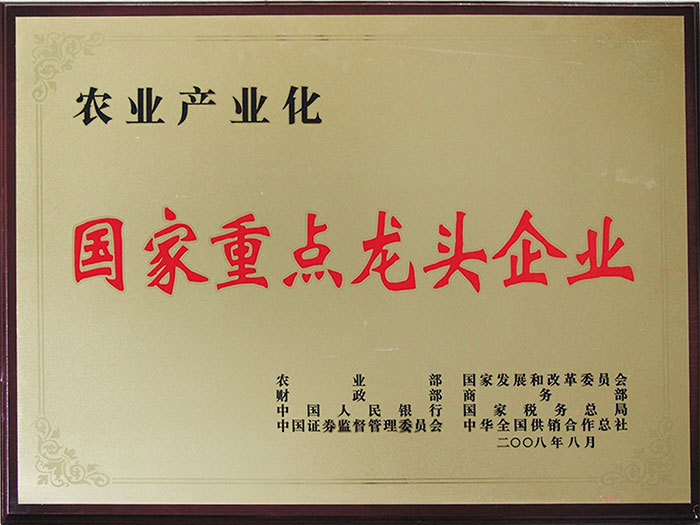 农业产业化
国家重点龙头企业
农业部 国家发展和改革委员会
财政部 商务部
中国人民银行 国家税务总局
中国证券监督管理委员会 中华全国供销合作总社
二〇〇八年八月